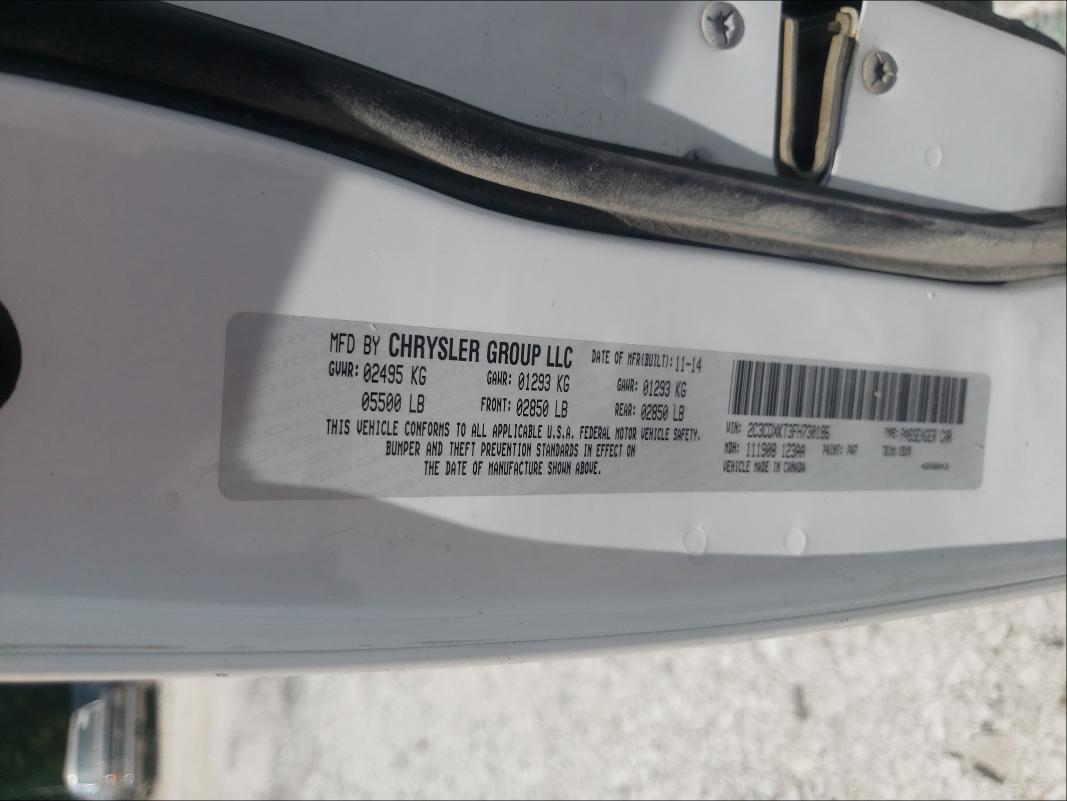 MFD BY CHRYSLER GROUP LLC DATE OF MFR(BUILT): 11-14
GVWR: 02495 KG GAWR: 01293 KG GAWR: 01293 KG
05500 LB FRONT: 02850 LB REAR: 02850 LB
THIS VEHICLE CONFORMS TO ALL APPLICABLE U.S.A. FEDERAL MOTOR VEHICLE SAFETY,
BUMPER AND THEFT PREVENTION STANDARDS IN EFFECT ON
THE DATE OF MANUFACTURE SHOWN ABOVE.
VIN: 2C3CDXKT3FH730186 TYPE: PASSENGER CAR
MDH: 111908 123AA PAINT: PW7 TRIM:
VEHICLE MADE IN CANADA